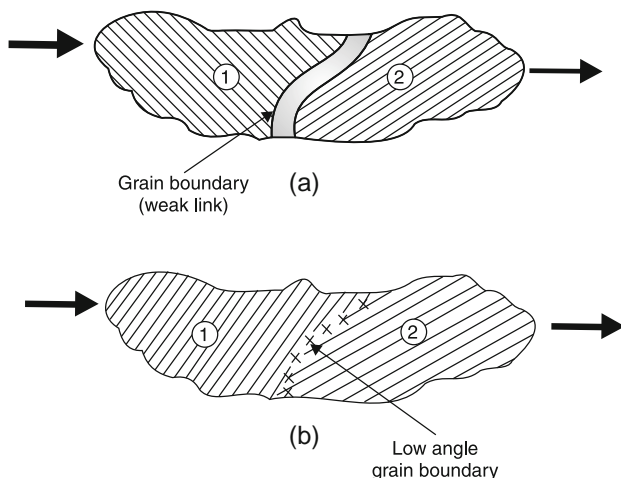 1
2
Grain boundary
(weak link)
(a)
1
2
(b)
Low angle
grain boundary